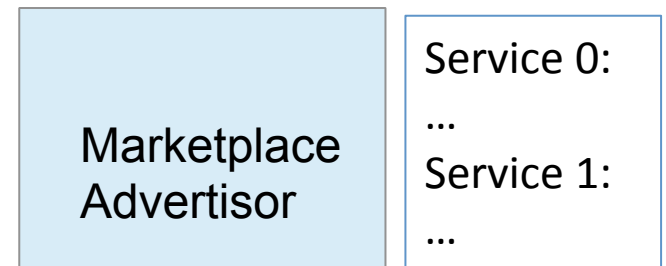 Marketplace
Advertisor
Service 0:
...
Service 1:
...